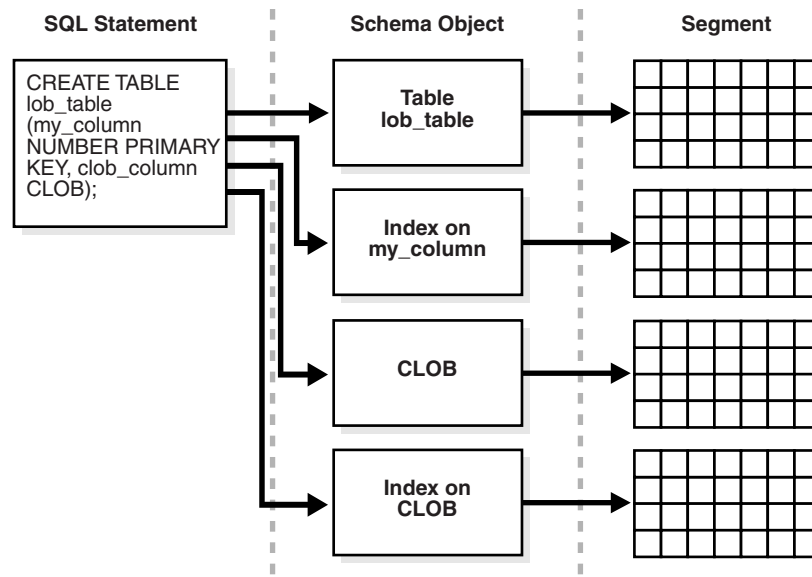 SQL Statement
Schema Object
Segment
CREATE TABLE
lob_table
(my_column
NUMBER PRIMARY
KEY, clob_column
CLOB);
Table
lob_table
Index on
my_column
CLOB
Index on
CLOB